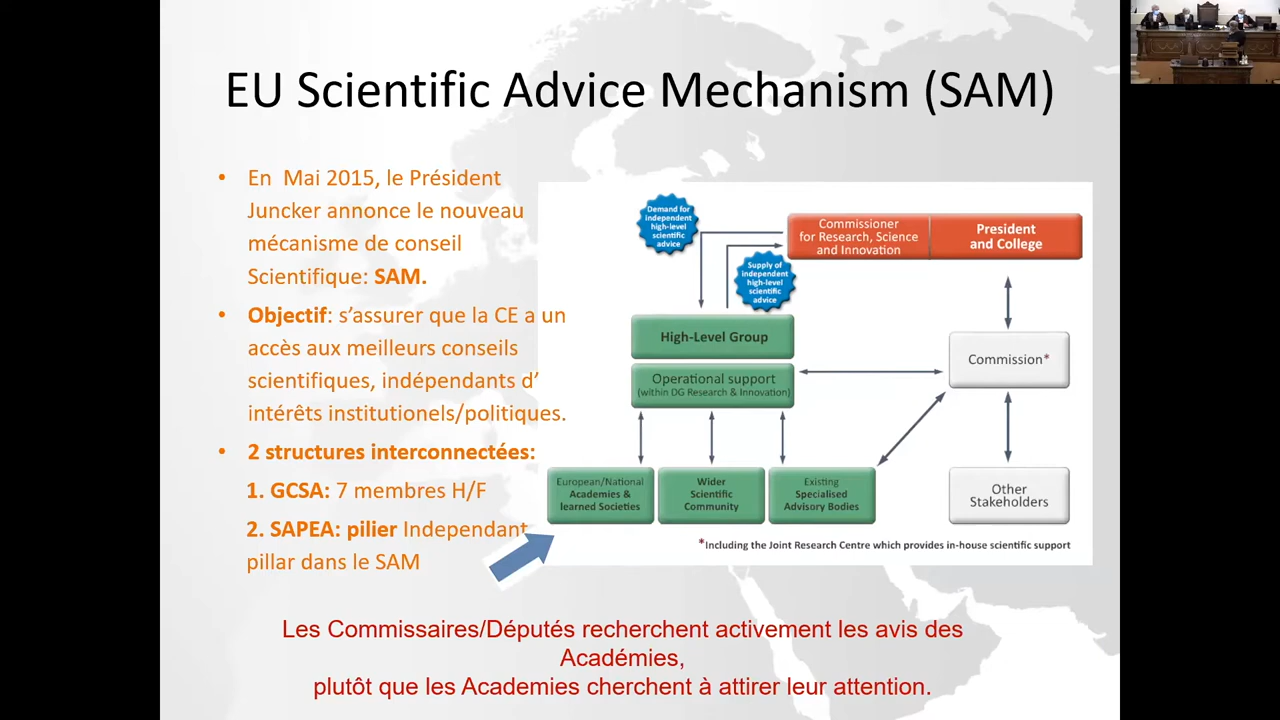 EU Scientific Advice Mechanism (SAM)
• En  Mai 2015, le Président
Juncker annonce le nouveau
mécanisme de conseil
Scientifique: SAM.
• Objectif: s’assurer que la CE a un
accès aux meilleurs conseils
scientifiques, indépendants d’
intérêts institutionels/politiques.
• 2 structures interconnectées:
1. GCSA: 7 membres H/F
2. SAPEA: pilier Independant
pillar dans le SAM
Demand for
independent
high-level
scientific
advice
Commissioner
for Research, Science
and Innovation
President
and College
Supply of
independent
high-level
scientific
advice
High-Level Group
Operational support
(within DG Research & Innovation)
Commission*
European/National
Academies &
learned Societies
Wider
Scientific
Community
Existing
Specialised
Advisory Bodies
Other
Stakeholders
*Including the Joint Research Centre which provides in-house scientific support
Les Commissaires/Députés recherchent activement les avis des
Académies,
plutôt que les Academies cherchent à attirer leur attention.